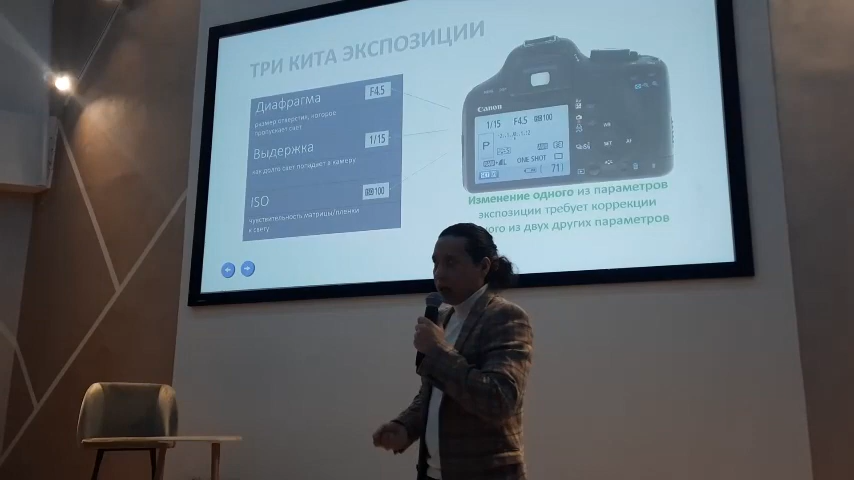 ТРИ КИТА ЭКСПОЗИЦИИ
Диафрагма
F4.5
размер отверстия, которое
пропускает свет
Выдержка
1/15
как долго свет попадает в камеру
ISO
ISO 100
чувствительность матрицы/пленки
к свету
Canon
1/15 F4.5 ISO 100
P
ONE SHOT
[71]
Изменение одного из параметров
экспозиции требует коррекции
из двух других параметров